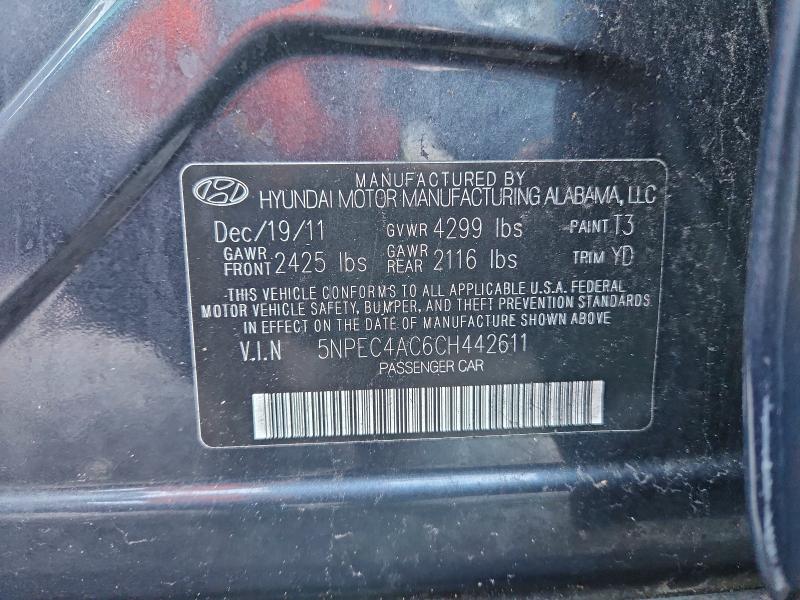 MANUFACTURED BY
HYUNDAI MOTOR MANUFACTURING ALABAMA, LLC
Dec/19/11 GVWR 4299 lbs PAINT T3
GAWR FRONT 2425 lbs GAWR REAR 2116 lbs TRIM YD
THIS VEHICLE CONFORMS TO ALL APPLICABLE U.S.A. FEDERAL
MOTOR VEHICLE SAFETY, BUMPER, AND THEFT PREVENTION STANDARDS
IN EFFECT ON THE DATE OF MANUFACTURE SHOWN ABOVE
V.I.N 5NPEC4AC6CH442611
PASSENGER CAR